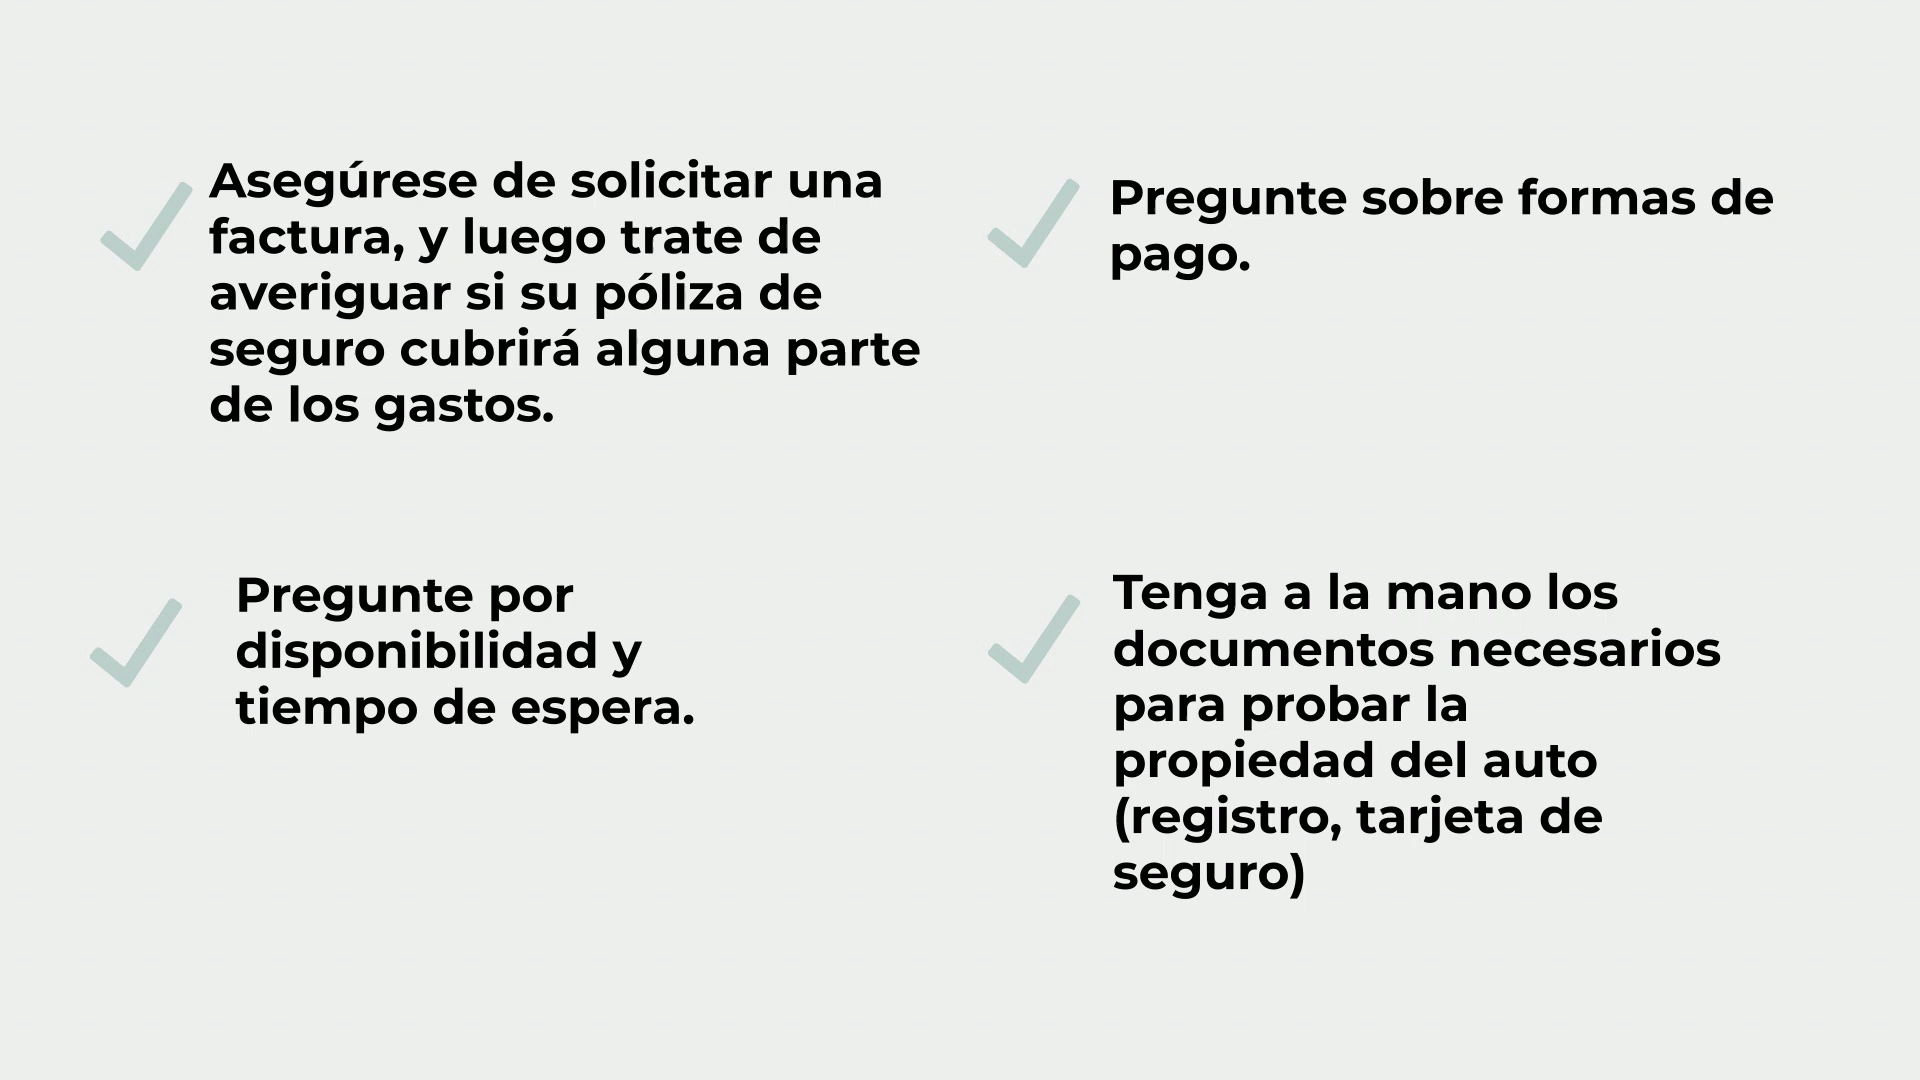 Asegúrese de solicitar una
factura, y luego trate de
averiguar si su póliza de
seguro cubrirá alguna parte
de los gastos.
Pregunte sobre formas de
pago.
Pregunte por
disponibilidad y
tiempo de espera.
Tenga a la mano los
documentos necesarios
para probar la
propiedad del auto
(registro, tarjeta de
seguro)